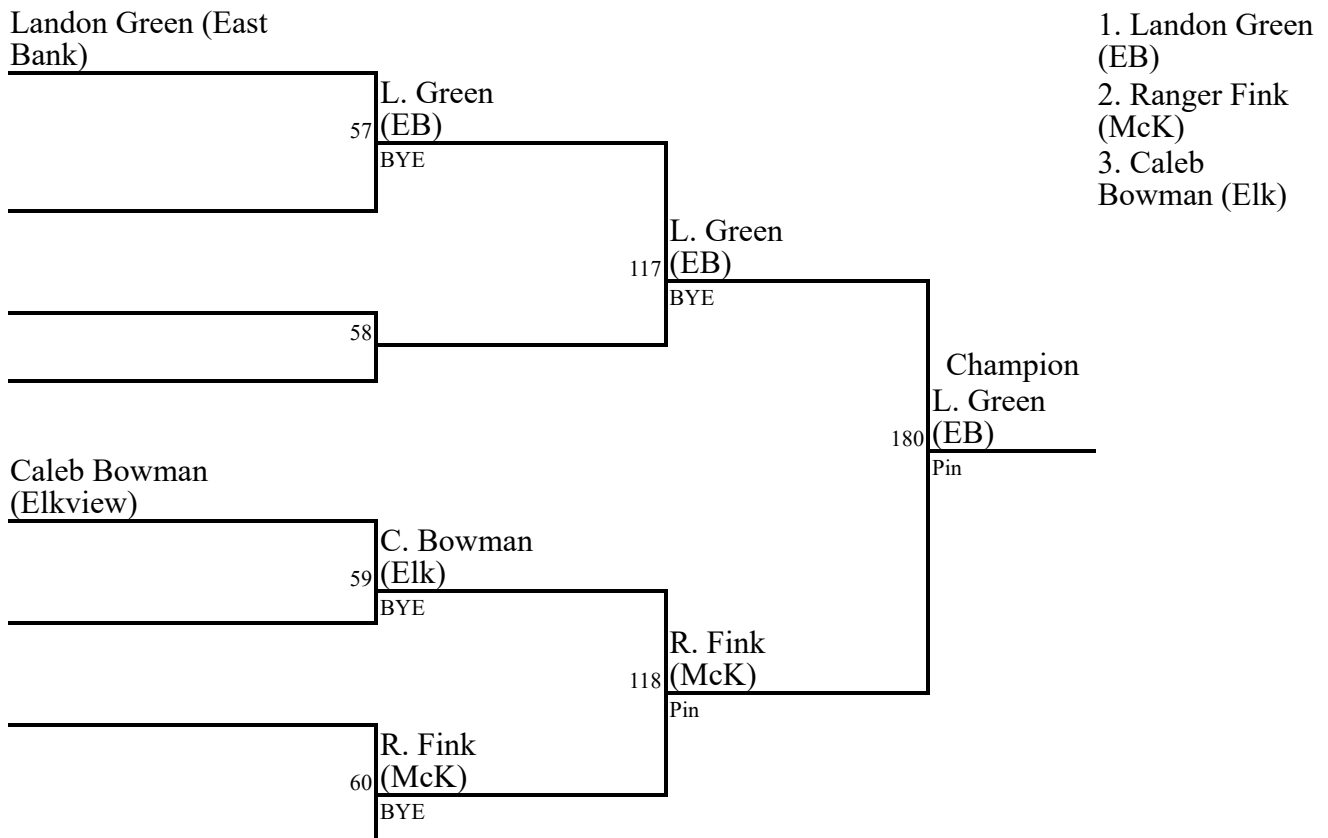 Landon Green (East
Bank)
57
L. Green
(EB)
BYE
58
117
L. Green
(EB)
BYE
Caleb Bowman
(Elkview)
59
C. Bowman
(Elk)
BYE
60
R. Fink
(McK)
BYE
118
R. Fink
(McK)
Pin
180
Champion
L. Green
(EB)
Pin
1. Landon Green
(EB)
2. Ranger Fink
(McK)
3. Caleb
Bowman (Elk)